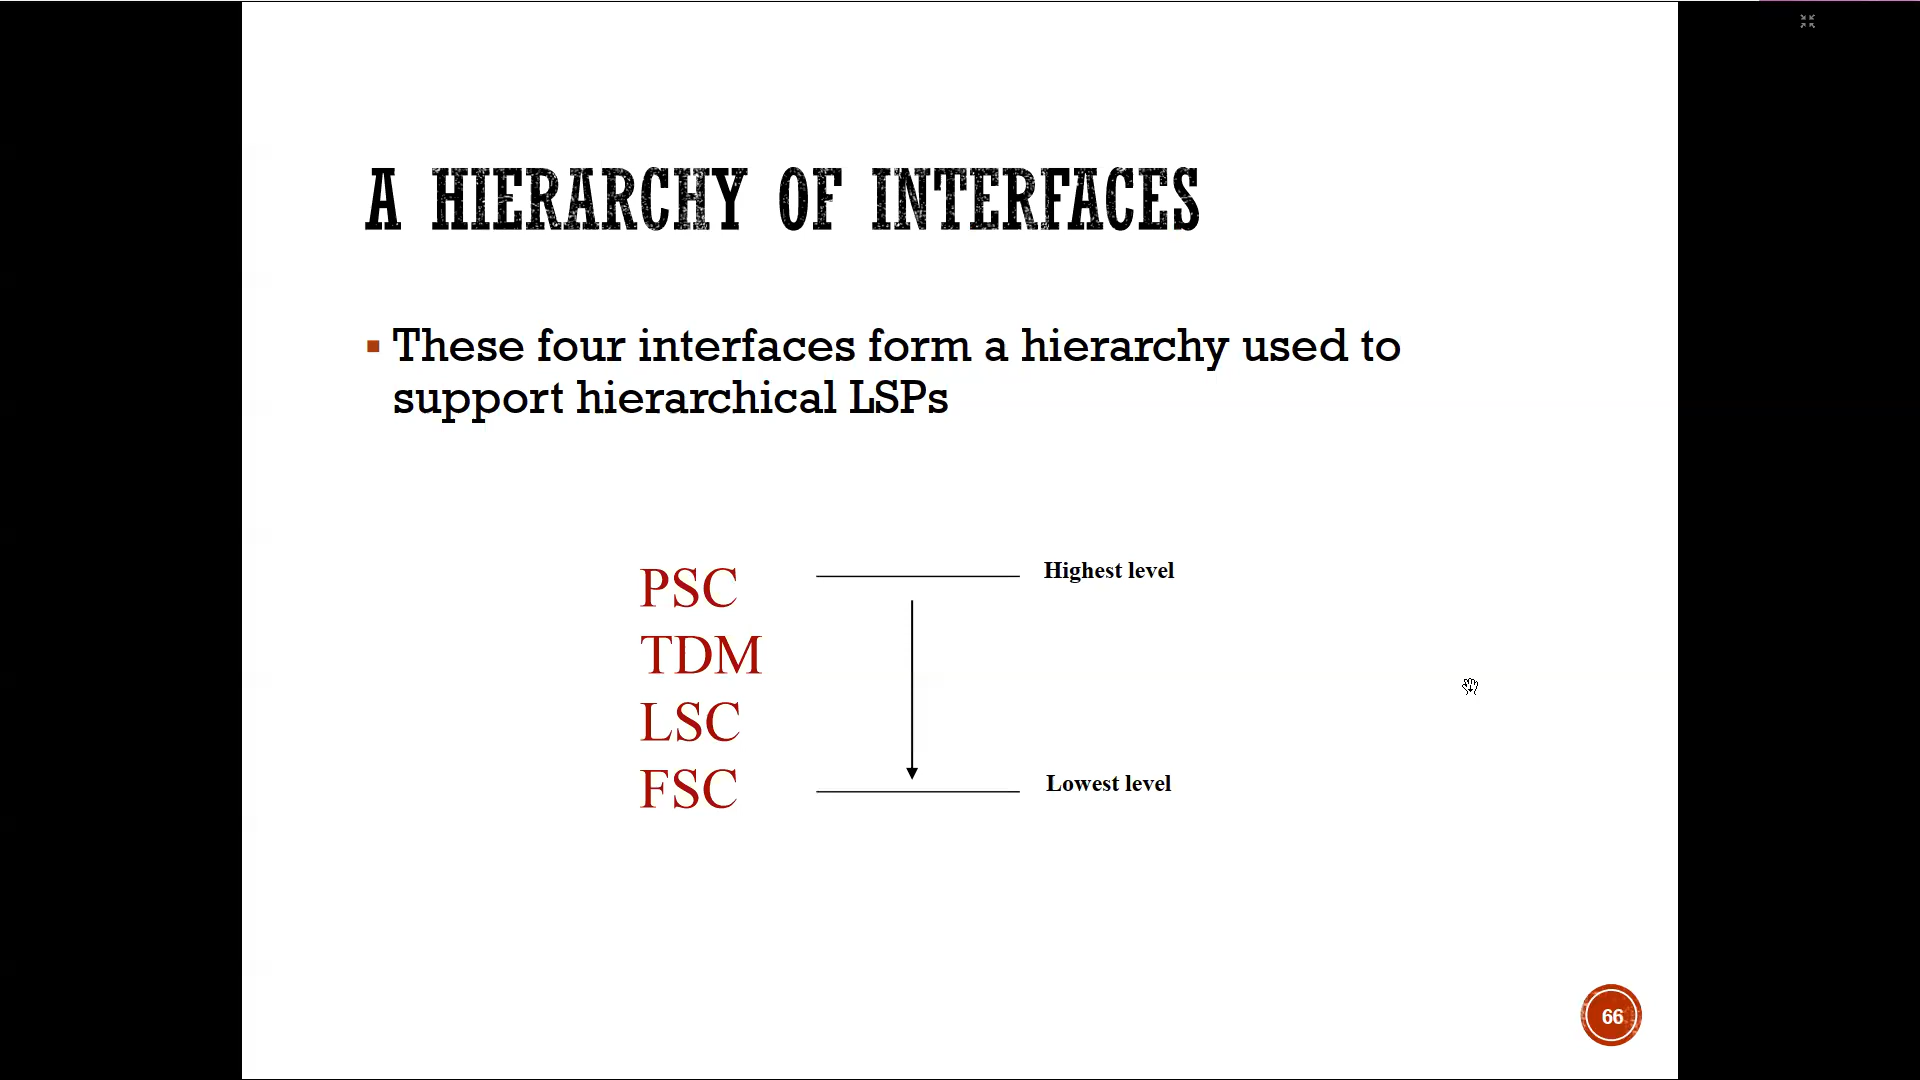 A HIERARCHY OF INTERFACES
▪ These four interfaces form a hierarchy used to
support hierarchical LSPs
PSC
Highest level
TDM
LSC
FSC
Lowest level
66